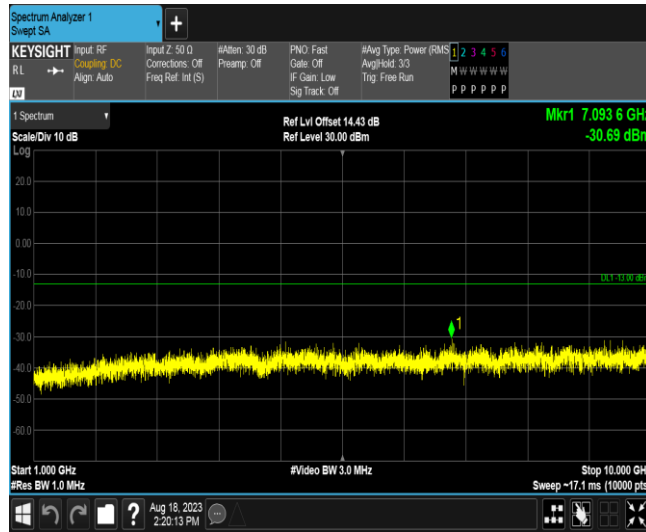 Spectrum Analyzer 1
Swept SA
+
KEYSIGHT Input: RF Input Z: 50 Ω #Atten: 30 dB PNO: Fast #Avg Type: Power (RMS 1 2 3 4 5 6
RL Coupling: DC Corrections: Off Preamp: Off Gate: Off Avg|Hold: 3/3 M W W W W W
Align: Auto Freq Ref: Int (S) IF Gain: Low Trig: Free Run
LXI Sig Track: Off P P P P P P
1 Spectrum Ref Lvl Offset 14.43 dB Mkr1 7.093 6 GHz
Scale/Div 10 dB Ref Level 30.00 dBm -30.69 dBm
Log
20.0
10.0
0.00
-10.0
DL1 -13.00 dBm
-20.0
-30.0
1
-40.0
-50.0
-60.0
Start 1.000 GHz #Video BW 3.0 MHz Stop 10.000 GHz
#Res BW 1.0 MHz Sweep ~17.1 ms (10000 pts
? Aug 18, 2023
2:20:13 PM